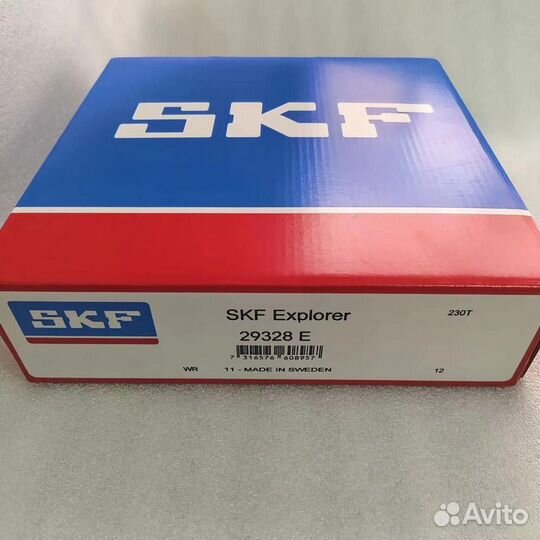 SKF
SKF
SKF Explorer
230T
29328 E
7 316576 608957
WR 11 - MADE IN SWEDEN 12
Avito